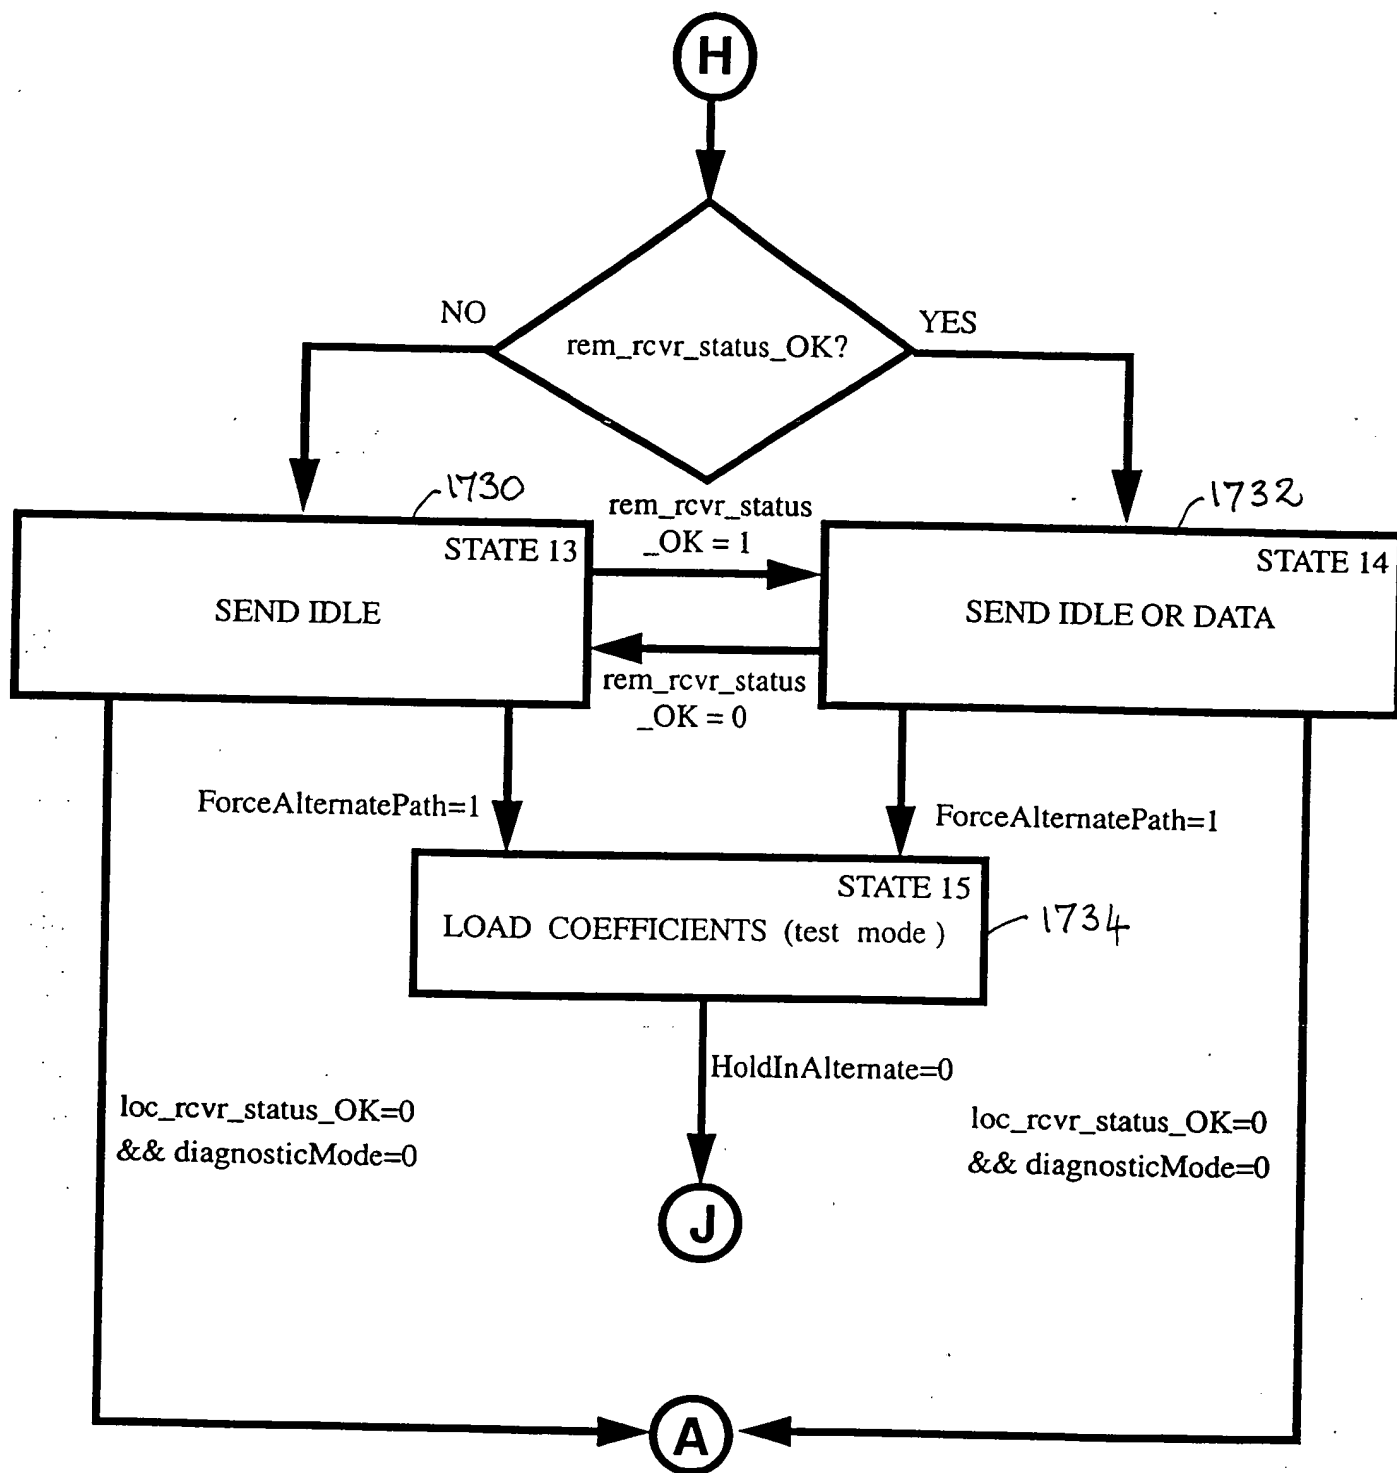 H
NO
YES
rem_rcvr_status_OK?
1730
1732
rem_rcvr_status
_OK = 1
STATE 13
SEND IDLE
STATE 14
SEND IDLE OR DATA
rem_rcvr_status
_OK = 0
ForceAlternatePath=1
ForceAlternatePath=1
STATE 15
LOAD COEFFICIENTS (test mode )
1734
HoldInAlternate=0
loc_rcvr_status_OK=0
&& diagnosticMode=0
loc_rcvr_status_OK=0
&& diagnosticMode=0
J
A